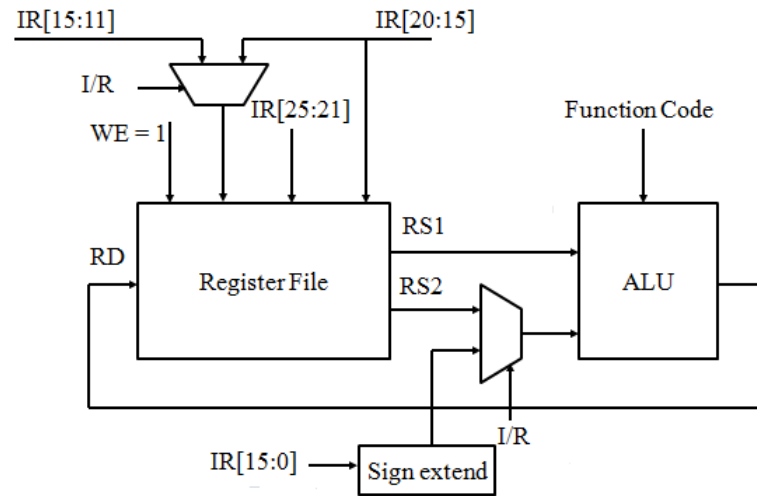 IR[15:11]
IR[20:15]
I/R
IR[25:21]
WE = 1
Function Code
RS1
RD
Register File
RS2
ALU
I/R
IR[15:0]
Sign extend